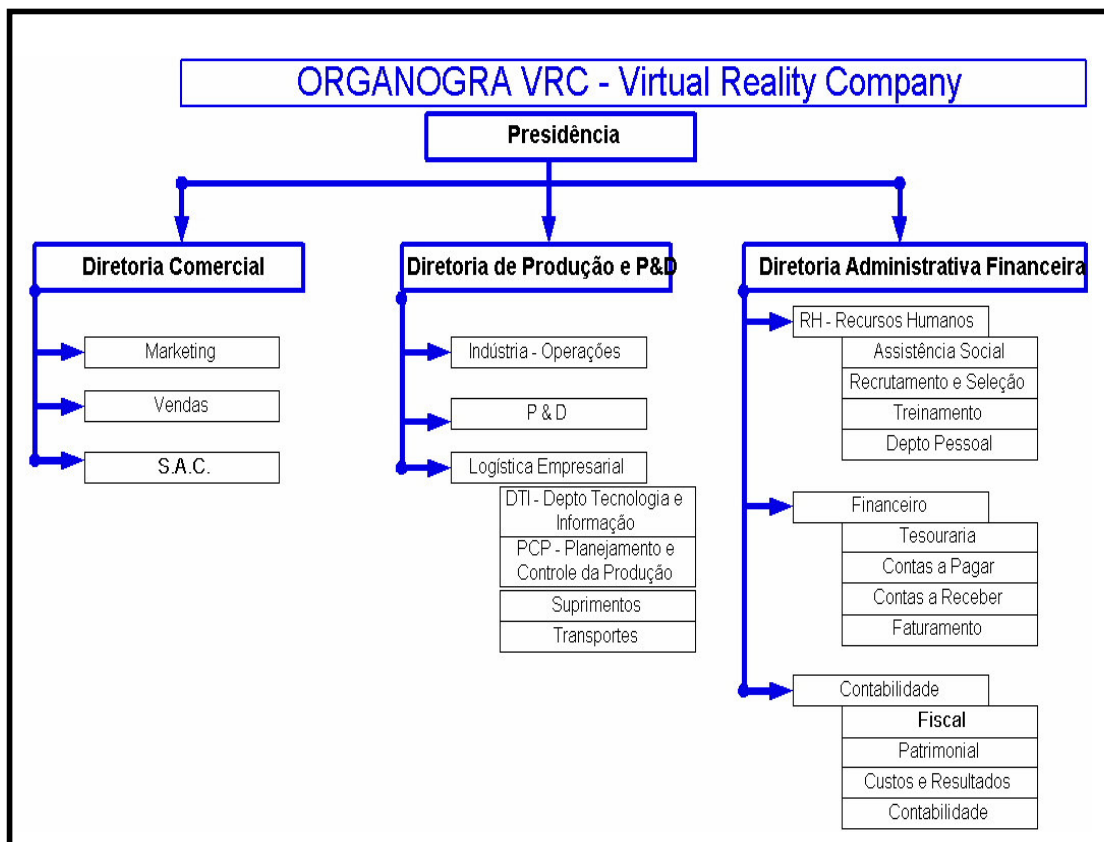 ORGANOGRA VRC - Virtual Reality Company
Presidência
Diretoria Comercial
Marketing
Vendas
S.A.C.
Diretoria de Produção e P&D
Indústria - Operações
P & D
Logística Empresarial
DTI - Depto Tecnologia e
Informação
PCP - Planejamento e
Controle da Produção
Suprimentos
Transportes
Diretoria Administrativa Financeira
RH - Recursos Humanos
Assistência Social
Recrutamento e Seleção
Treinamento
Depto Pessoal
Financeiro
Tesouraria
Contas a Pagar
Contas a Receber
Faturamento
Contabilidade
Fiscal
Patrimonial
Custos e Resultados
Contabilidade